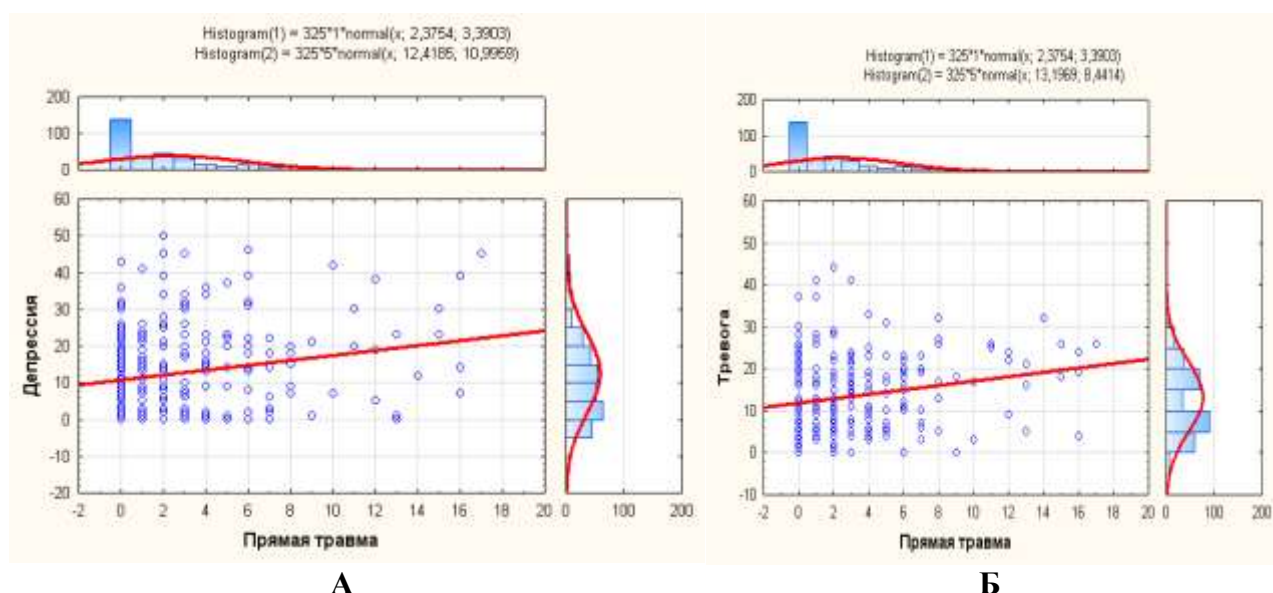 Histogram(1) = 325*1*normal(x; 2,3754; 3,3903)
Histogram(2) = 325*5*normal(x; 12,4185; 10,9959)
200
100
0
60
50
40
30
20
10
0
-10
-20
Депрессия
-2 0 2 4 6 8 10 12 14 16 18 20
0 100 200
Прямая травма
А
Histogram(1) = 325*1*normal(x; 2,3754; 3,3903)
Histogram(2) = 325*5*normal(x; 13,1969; 8,4414)
200
100
0
60
50
40
30
20
10
0
-10
Тревога
-2 0 2 4 6 8 10 12 14 16 18 20
0 100 200
Прямая травма
Б